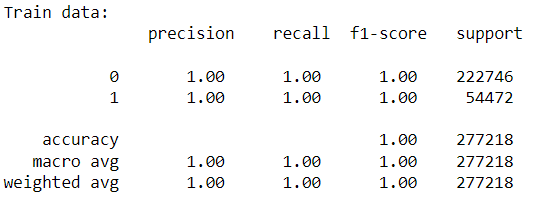 Train data:
precision recall f1-score support
0 1.00 1.00 1.00 222746
1 1.00 1.00 1.00 54472
accuracy 1.00 277218
macro avg 1.00 1.00 1.00 277218
weighted avg 1.00 1.00 1.00 277218